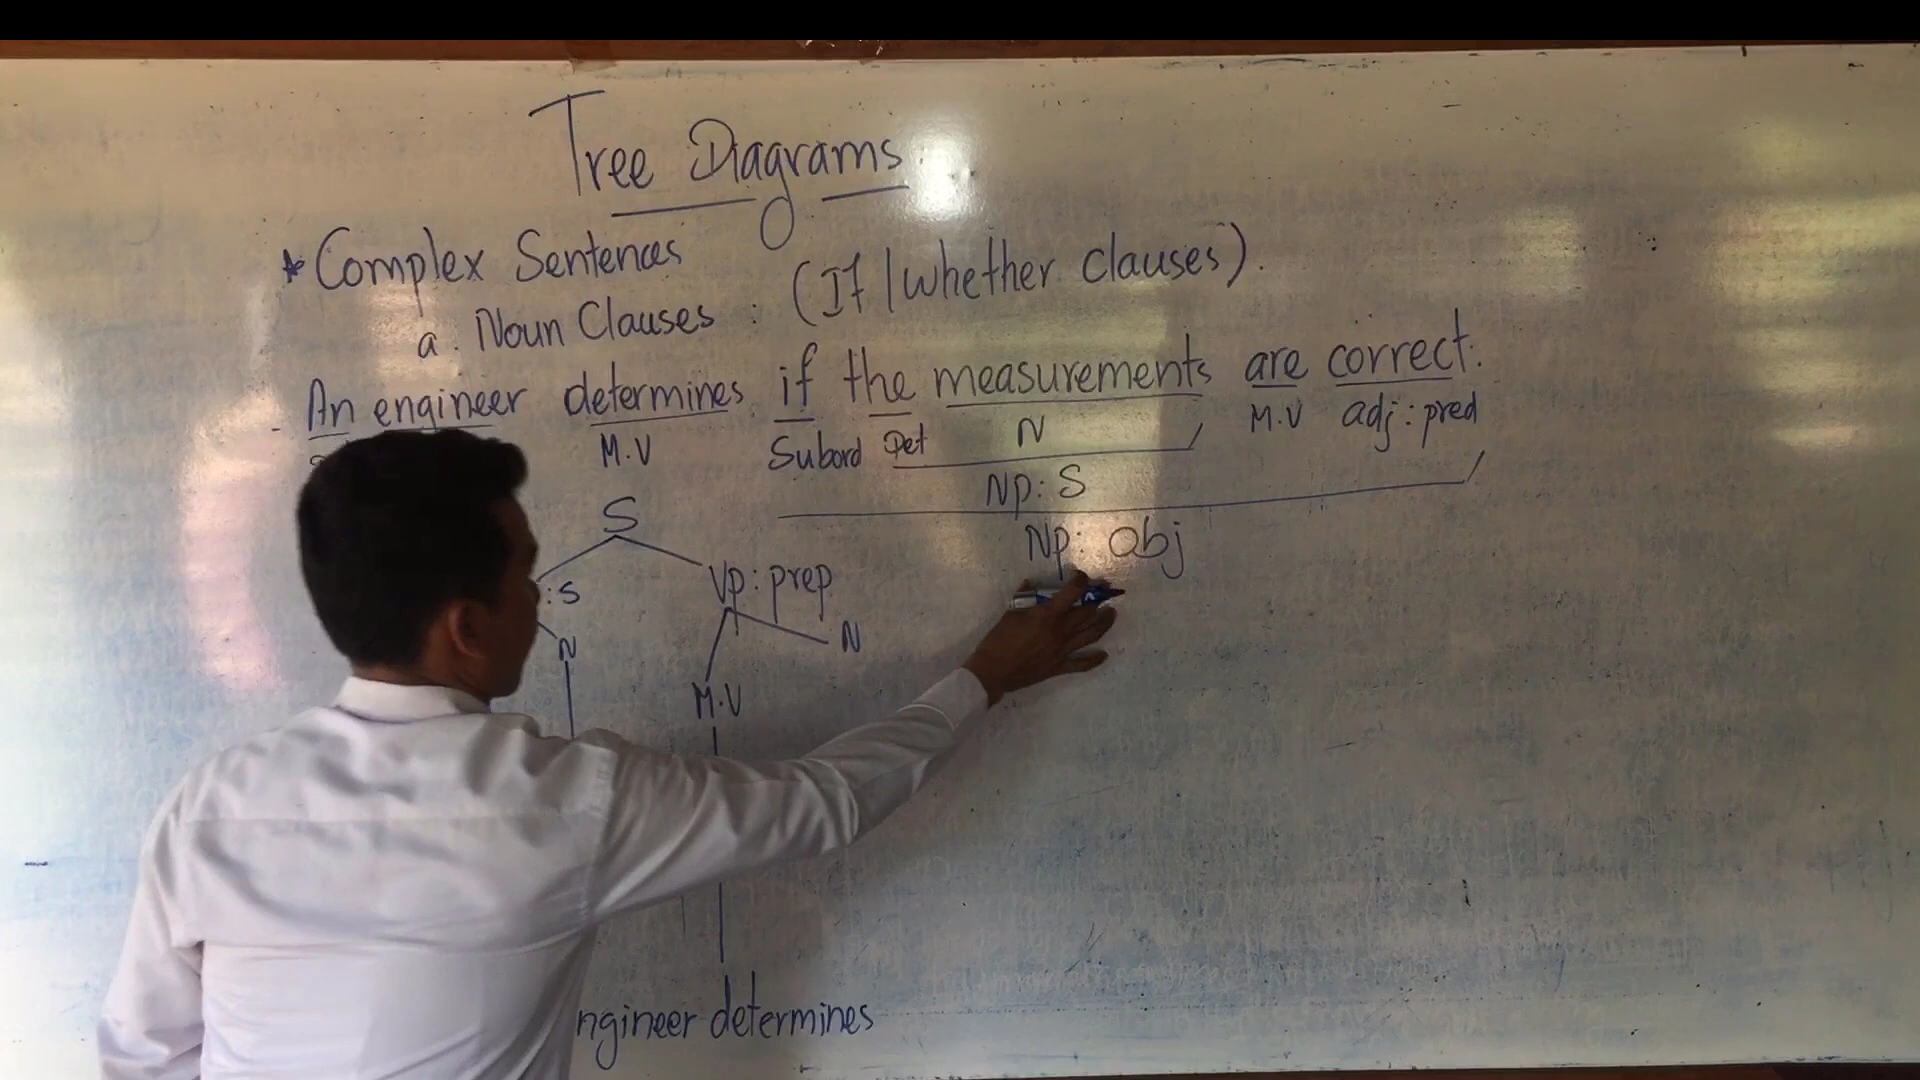 Tree Diagrams
* Complex Sentences
a. Noun Clauses : (If / whether clauses).
An engineer determines if the measurements are correct.
M.V Subord Det N M.V adj : pred
Np : S
Np : obj
S
: S Vp : prep
N N
M.V
ngineer determines